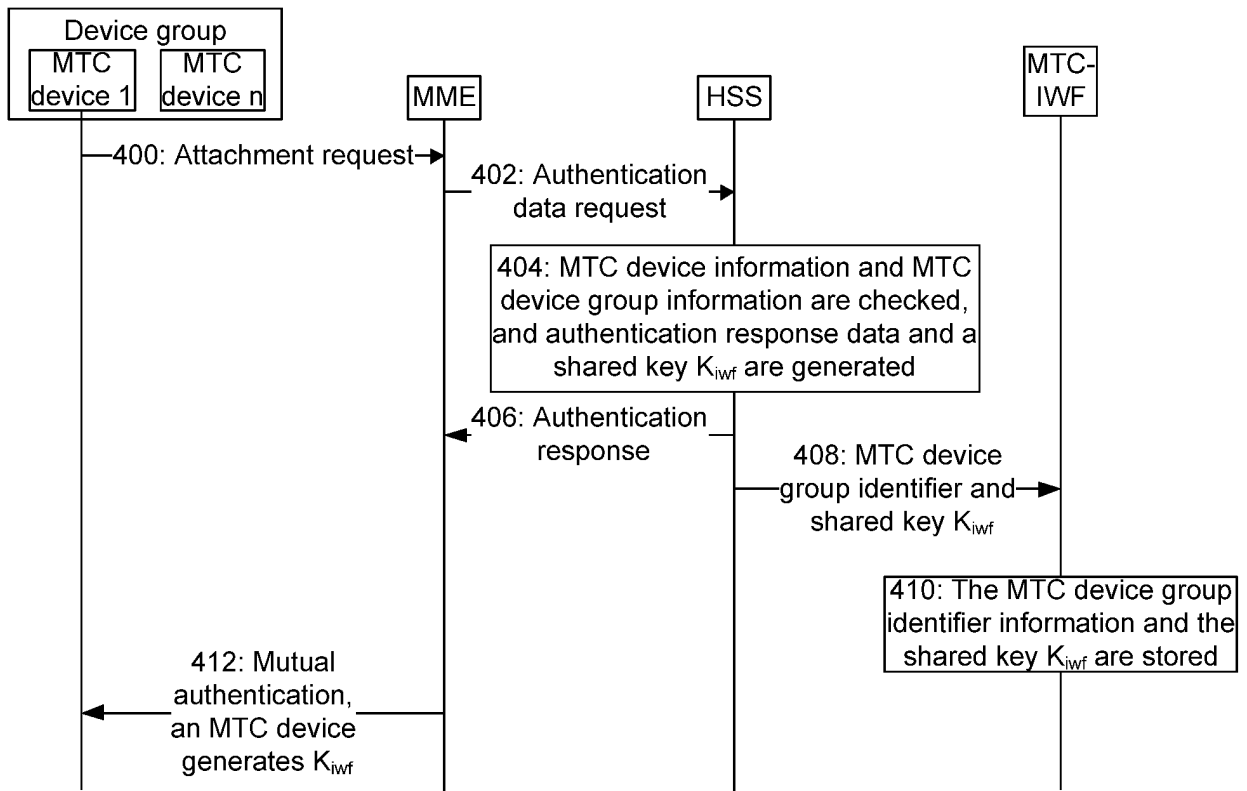 Device group
MTC
device 1
MTC
device n
MME
HSS
MTC-
IWF
400: Attachment request
402: Authentication
data request
404: MTC device information and MTC
device group information are checked,
and authentication response data and a
shared key Kiwf are generated
406: Authentication
response
408: MTC device
group identifier and
shared key Kiwf
410: The MTC device group
identifier information and the
shared key Kiwf are stored
412: Mutual
authentication,
an MTC device
generates Kiwf